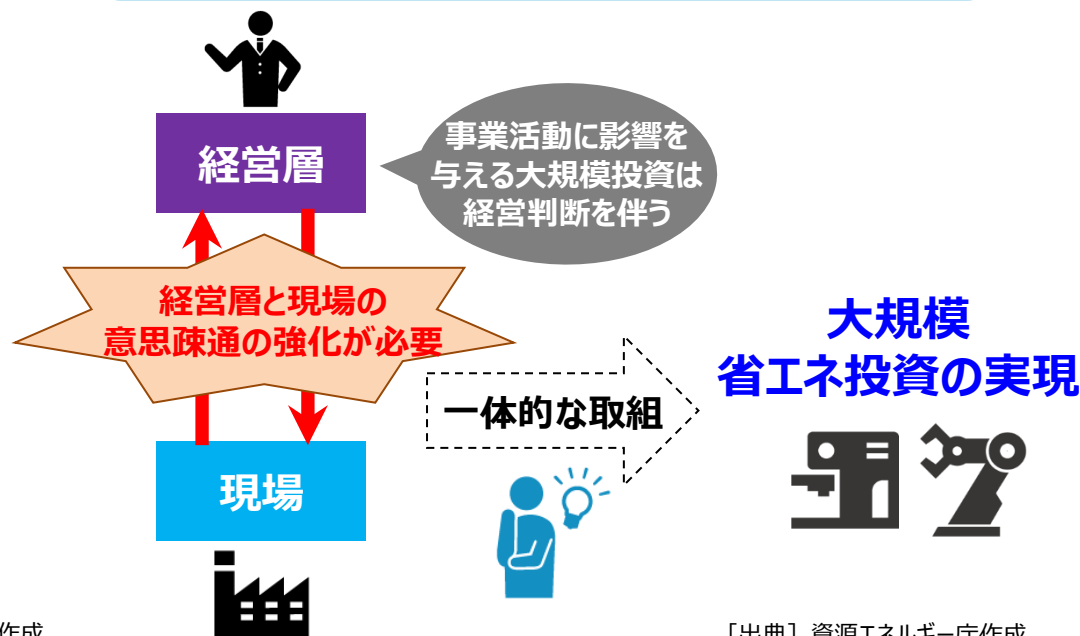 経営層
事業活動に影響を
与える大規模投資は
経営判断を伴う
経営層と現場の
意思疎通の強化が必要
大規模
省エネ投資の実現
一体的な取組
現場
作成
［出典］資源エネルギー庁作成